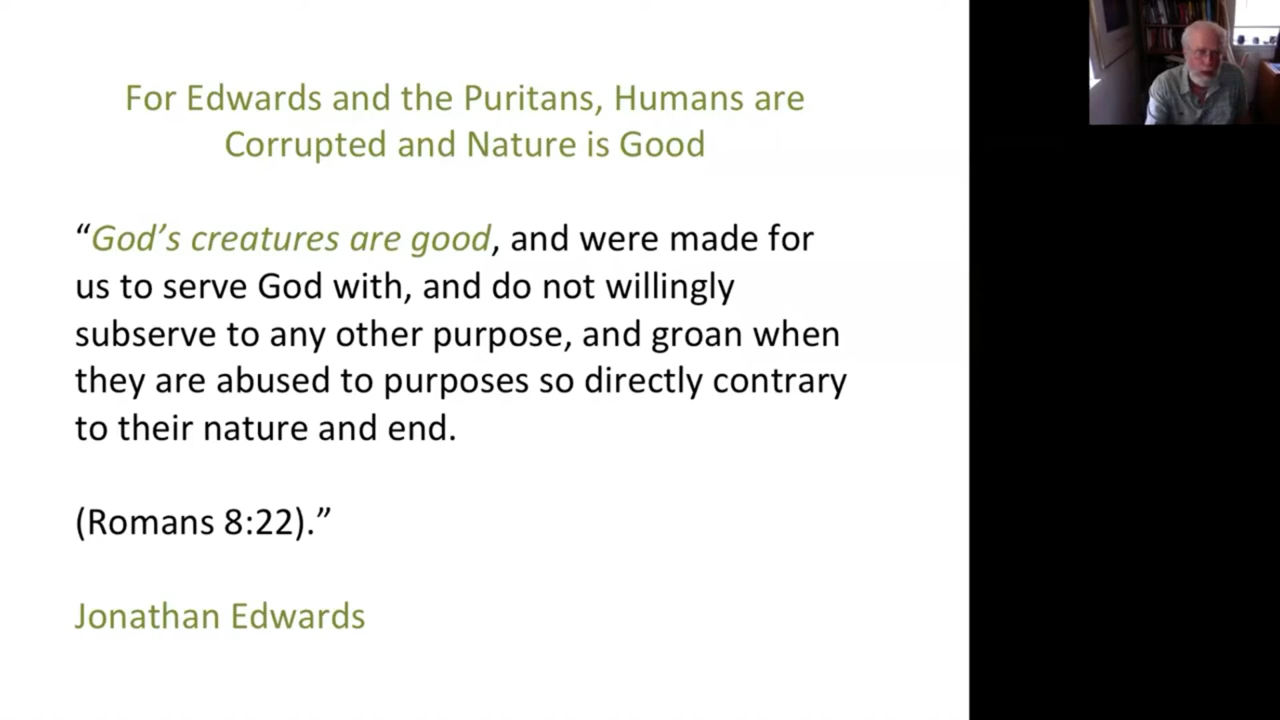 For Edwards and the Puritans, Humans are
Corrupted and Nature is Good
“God’s creatures are good, and were made for
us to serve God with, and do not willingly
subserve to any other purpose, and groan when
they are abused to purposes so directly contrary
to their nature and end.
(Romans 8:22).”
Jonathan Edwards